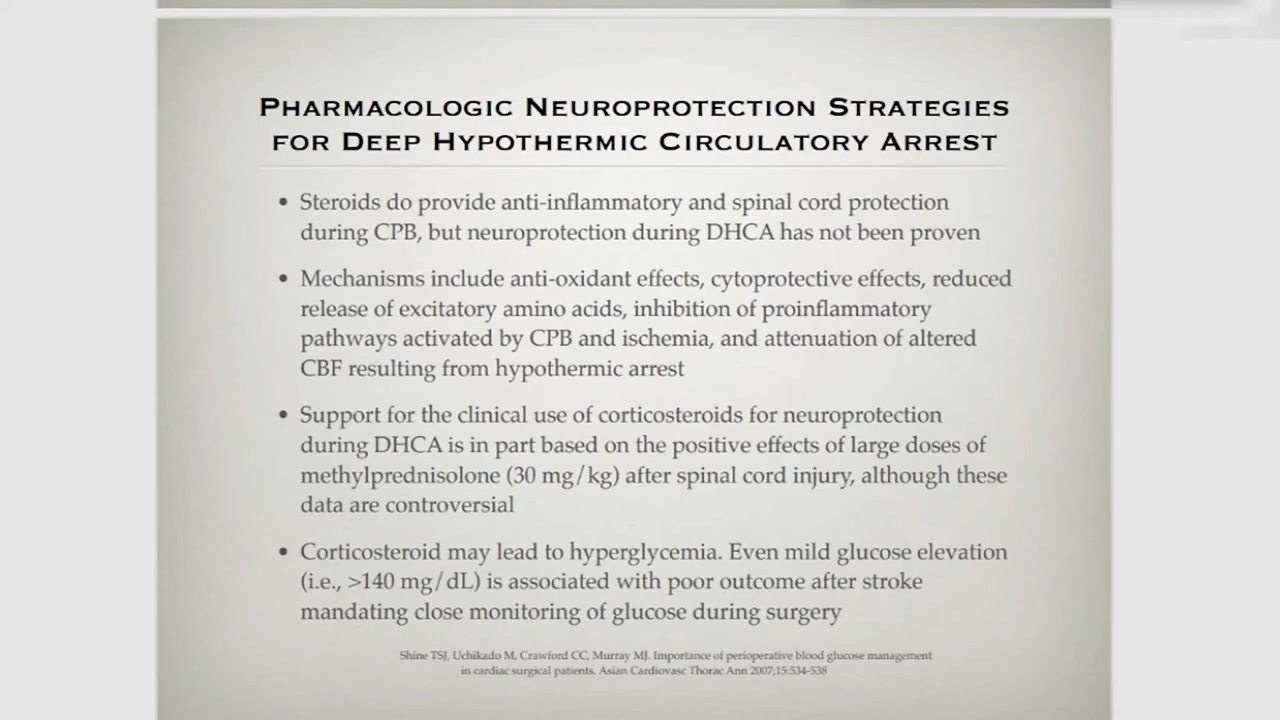 PHARMACOLOGIC NEUROPROTECTION STRATEGIES
FOR DEEP HYPOTHERMIC CIRCULATORY ARREST
• Steroids do provide anti-inflammatory and spinal cord protection
during CPB, but neuroprotection during DHCA has not been proven
• Mechanisms include anti-oxidant effects, cytoprotective effects, reduced
release of excitatory amino acids, inhibition of proinflammatory
pathways activated by CPB and ischemia, and attenuation of altered
CBF resulting from hypothermic arrest
• Support for the clinical use of corticosteroids for neuroprotection
during DHCA is in part based on the positive effects of large doses of
methylprednisolone (30 mg/kg) after spinal cord injury, although these
data are controversial
• Corticosteroid may lead to hyperglycemia. Even mild glucose elevation
(i.e., >140 mg/dL) is associated with poor outcome after stroke
mandating close monitoring of glucose during surgery
Shine TSJ, Uchikado M, Crawford CC, Murray MJ. Importance of perioperative blood glucose management
in cardiac surgical patients. Asian Cardiovasc Thorac Ann 2007;15:534-538